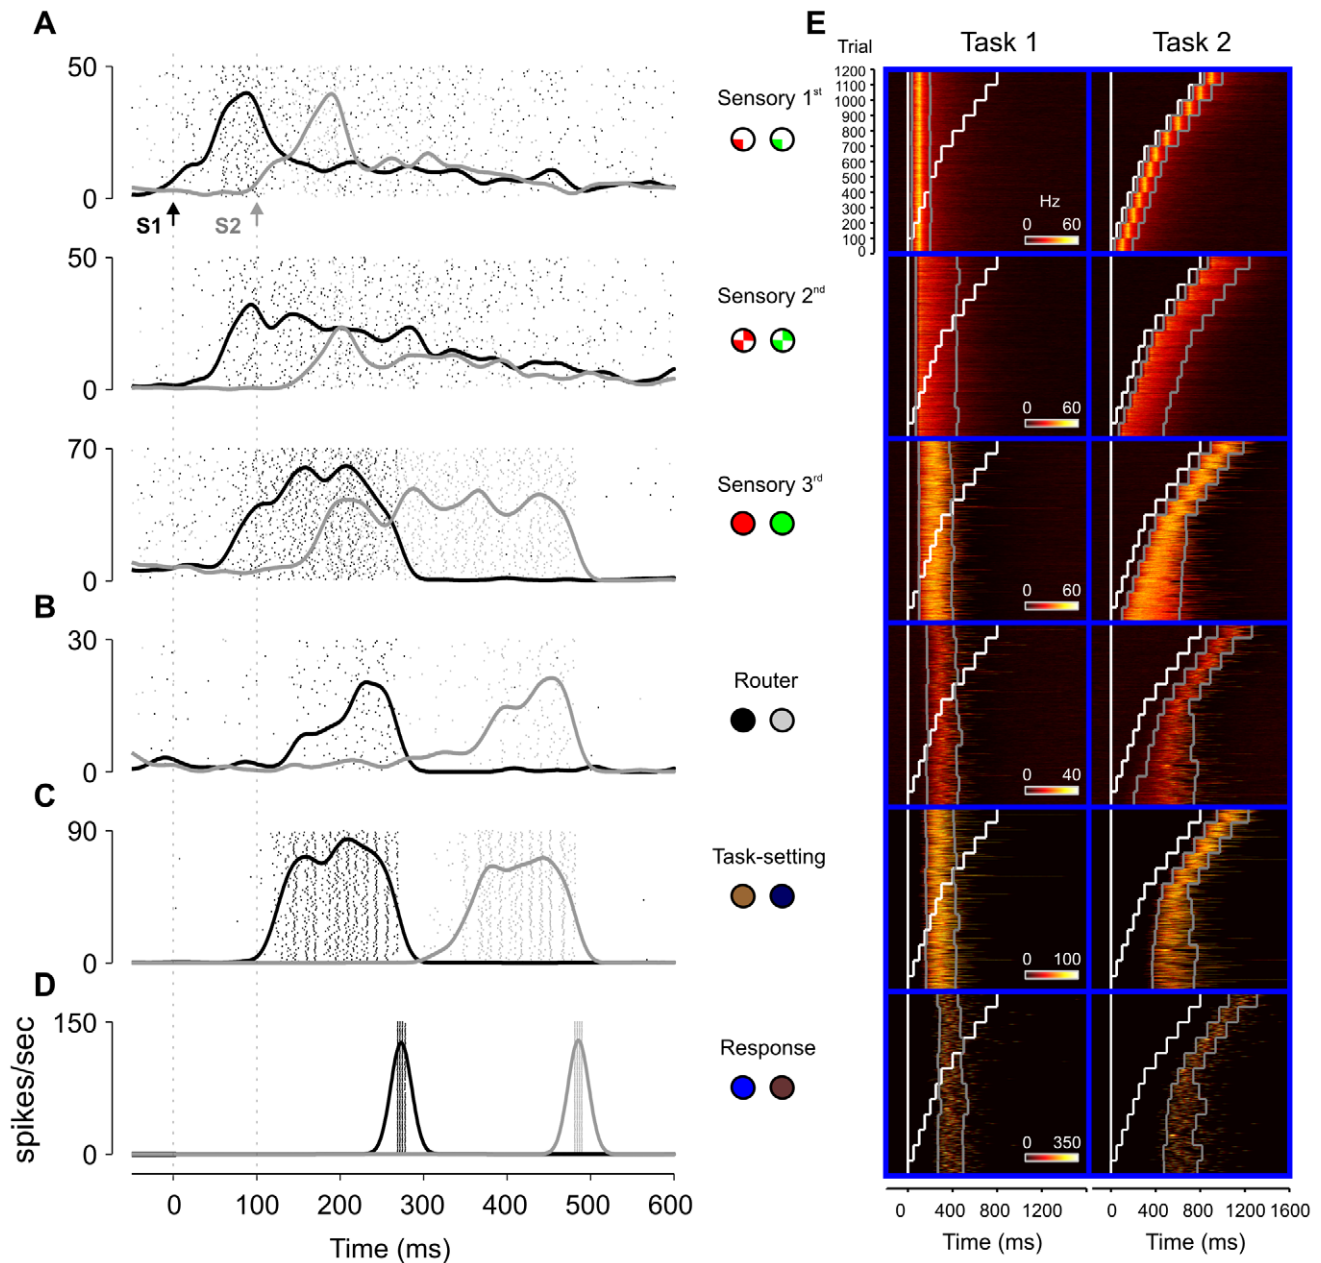 A
50
0
S1
S2
50
0
70
0
B
30
0
C
90
0
D
150
0
spikes/sec
0 100 200 300 400 500 600
Time (ms)
Sensory 1st
Sensory 2nd
Sensory 3rd
Router
Task-setting
Response
E
Trial
Task 1
Task 2
1200
1100
1000
900
800
700
600
500
400
300
200
100
0
Hz
0 60
0 60
0 60
0 40
0 100
0 350
0 400 800 1200
0 400 800 1200 1600
Time (ms)
Time (ms)